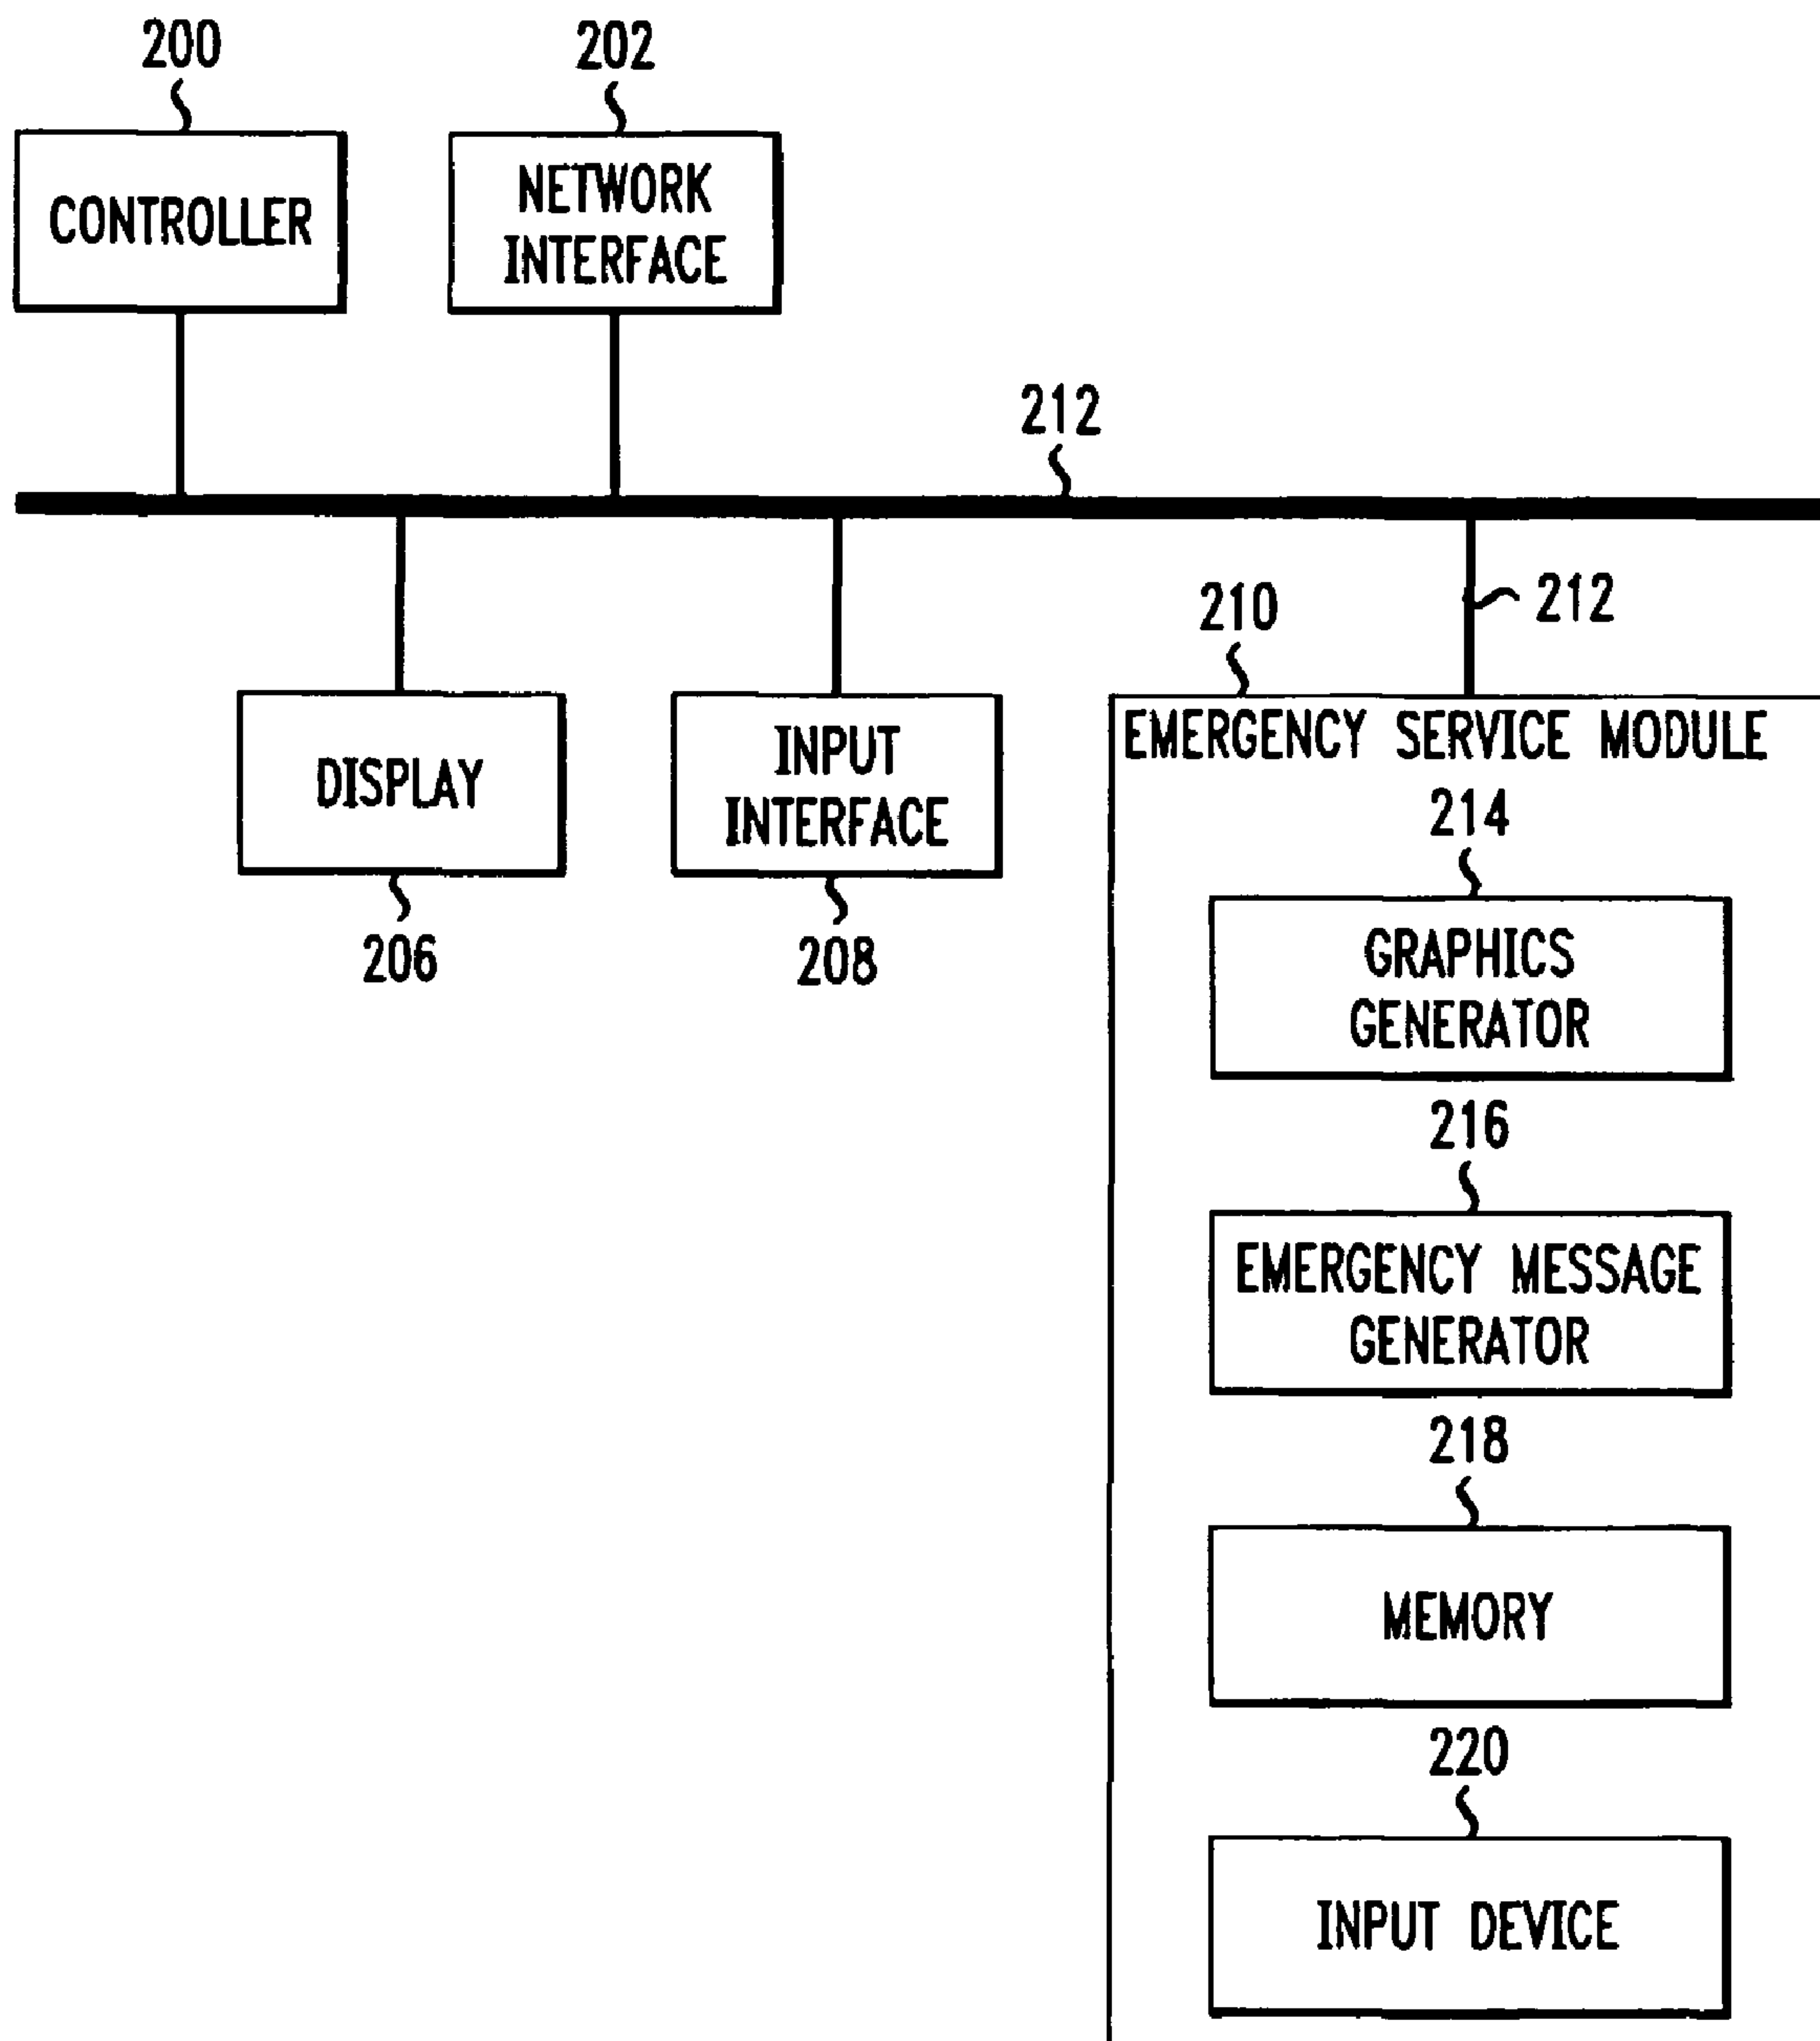 200
202
CONTROLLER
NETWORK
INTERFACE
212
212
210
EMERGENCY SERVICE MODULE
DISPLAY
INPUT
INTERFACE
206
208
214
GRAPHICS
GENERATOR
216
EMERGENCY MESSAGE
GENERATOR
218
MEMORY
220
INPUT DEVICE